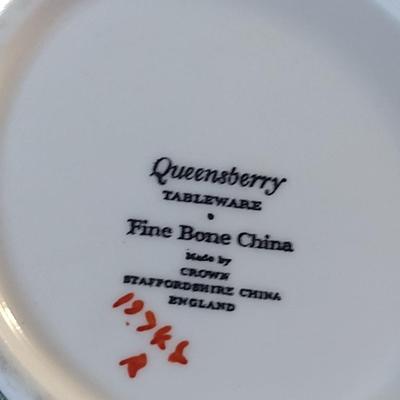 Queensberry
TABLEWARE
Fine Bone China
Made by
CROWN
STAFFORDSHIRE CHINA
ENGLAND